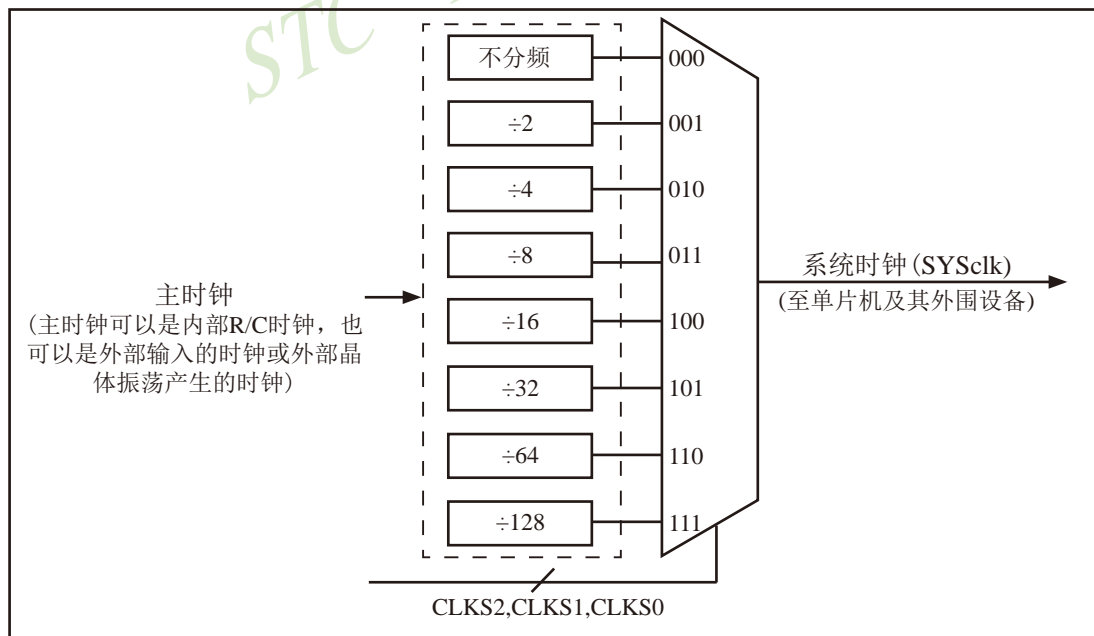 STC
不分频
000
÷2
001
÷4
010
÷8
011
÷16
100
÷32
101
÷64
110
÷128
111
主时钟
(主时钟可以是内部R/C时钟，也
可以是外部输入的时钟或外部晶
体振荡产生的时钟)
系统时钟(SYSclk)
(至单片机及其外围设备)
CLKS2,CLKS1,CLKS0